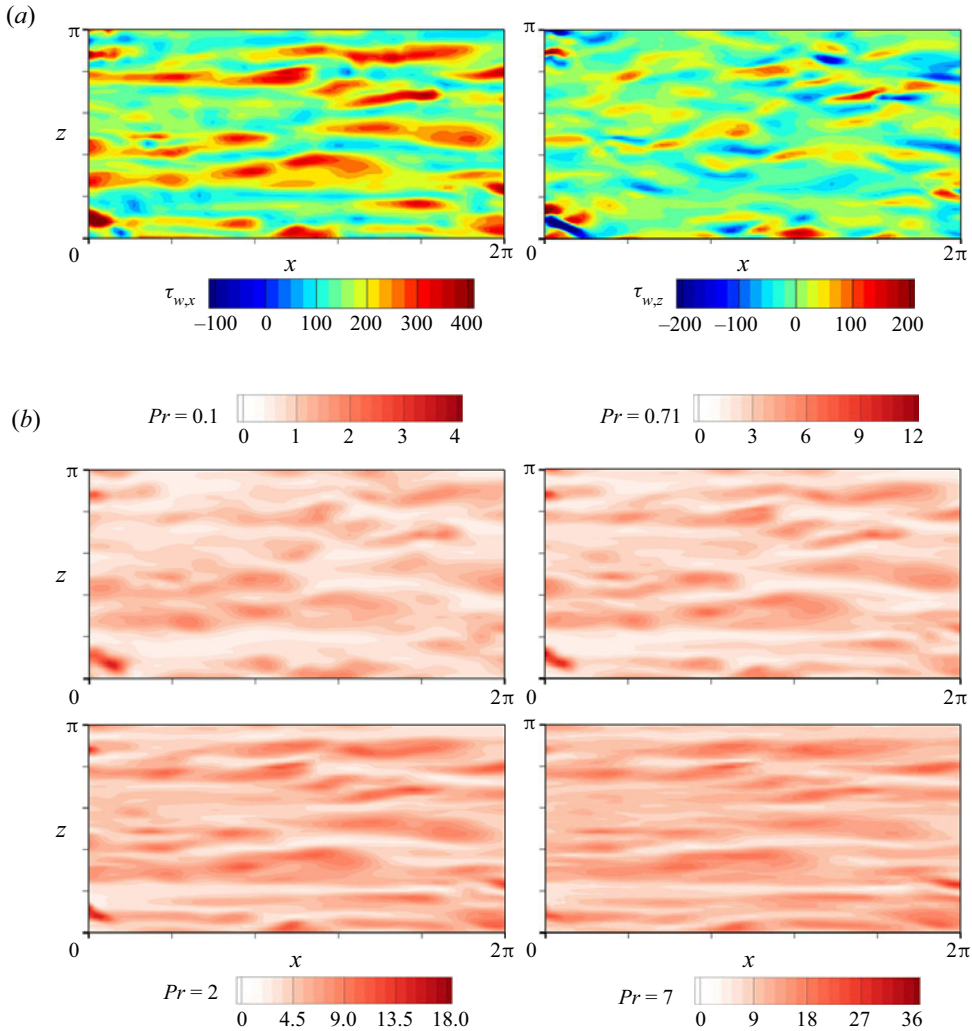 (a)
π
π
z
0
2π
0
2π
x
x
τw,x
τw,z
–100 0 100 200 300 400
–200 –100 0 100 200
(b)
Pr = 0.1
Pr = 0.71
0 1 2 3 4
0 3 6 9 12
π
π
z
0
2π
0
2π
π
π
z
0
2π
0
2π
x
x
Pr = 2
Pr = 7
0 4.5 9.0 13.5 18.0
0 9 18 27 36